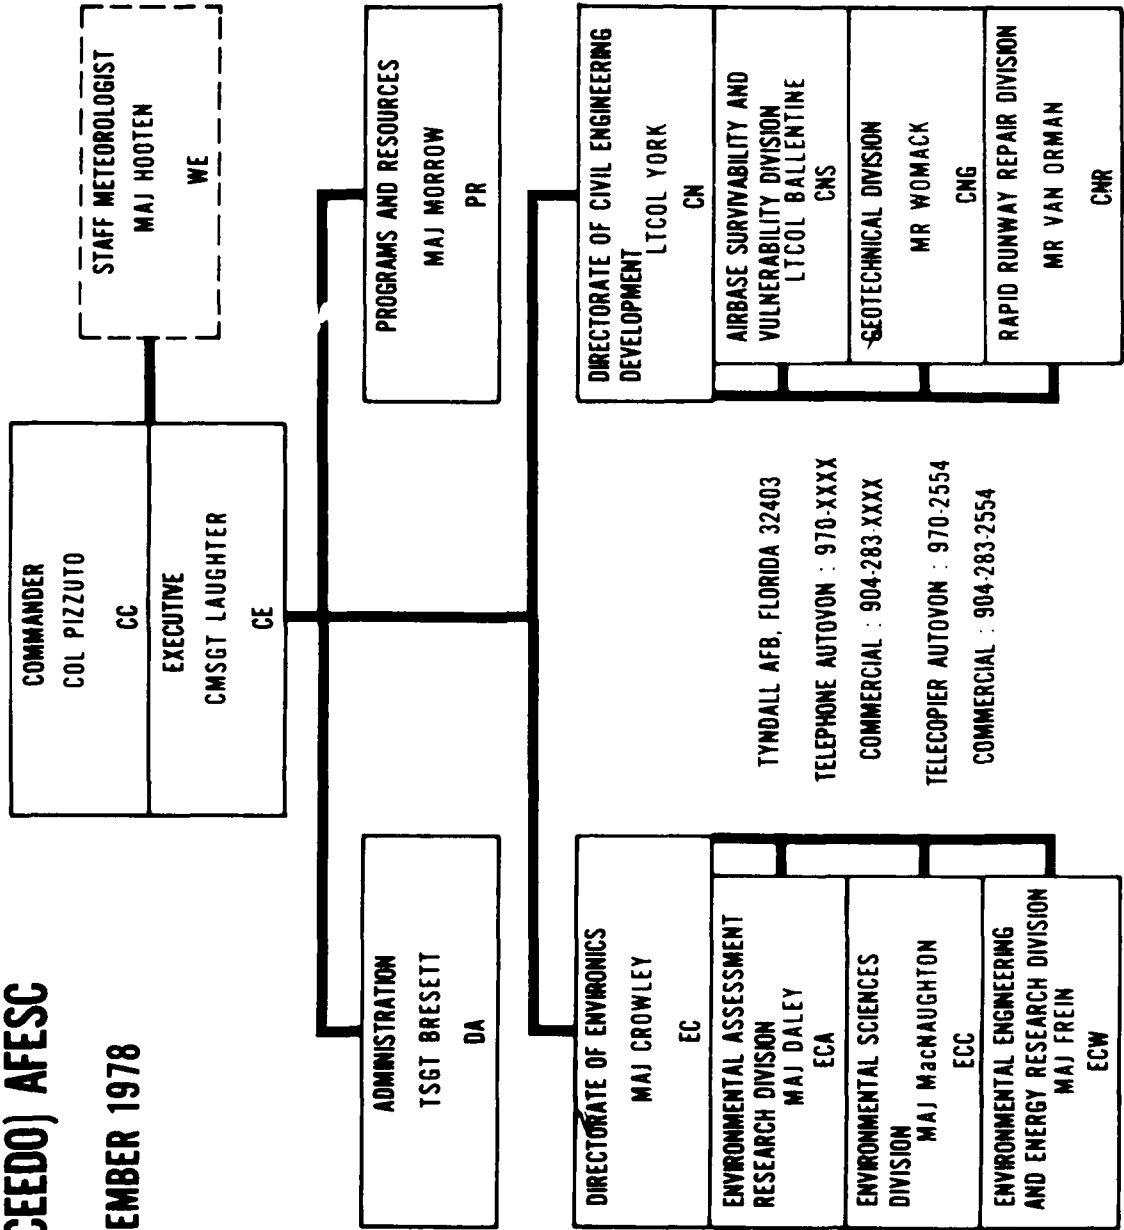 CEEDO) AFESC
EMBER 1978
COMMANDER
COL PIZZUTO
CC
EXECUTIVE
CMSGT LAUGHTER
CE
STAFF METEOROLOGIST
MAJ HOOTEN
WE
ADMINISTRATION
TSGT BRESETT
DA
PROGRAMS AND RESOURCES
MAJ MORROW
PR
DIRECTORATE OF ENVIRONICS
MAJ CROWLEY
EC
ENVIRONMENTAL ASSESSMENT
RESEARCH DIVISION
MAJ DALEY
ECA
ENVIRONMENTAL SCIENCES
DIVISION
MAJ MacNAUGHTON
ECC
ENVIRONMENTAL ENGINEERING
AND ENERGY RESEARCH DIVISION
MAJ FREIN
ECW
TYNDALL AFB, FLORIDA 32403
TELEPHONE AUTOVON : 970-XXXX
COMMERCIAL : 904-283-XXXX
TELECOPIER AUTOVON : 970-2554
COMMERCIAL : 904-283-2554
DIRECTORATE OF CIVIL ENGINEERING
DEVELOPMENT
LTCOL YORK
CN
AIRBASE SURVIVABILITY AND
VULNERABILITY DIVISION
LTCOL BALLENTINE
CNS
GEOTECHNICAL DIVISION
MR WOMACK
CNG
RAPID RUNWAY REPAIR DIVISION
MR VAN ORMAN
CNR